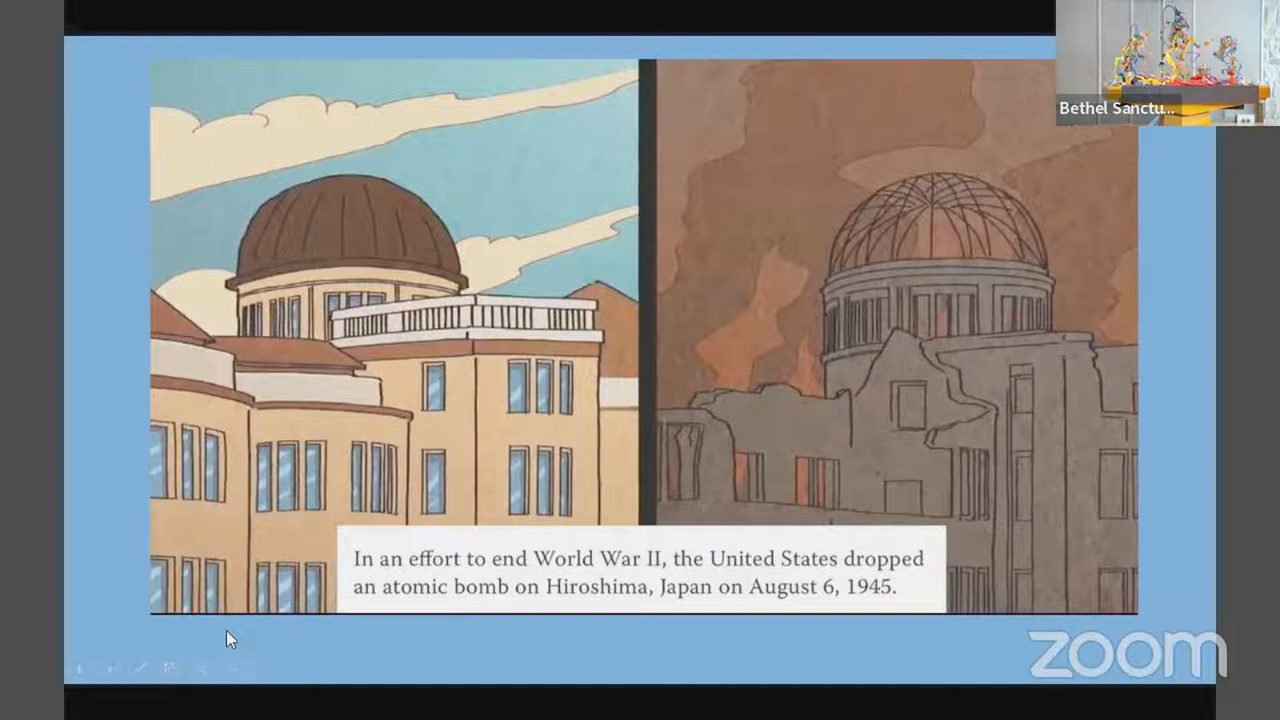 Bethel Sanctu...
In an effort to end World War II, the United States dropped
an atomic bomb on Hiroshima, Japan on August 6, 1945.
zoom